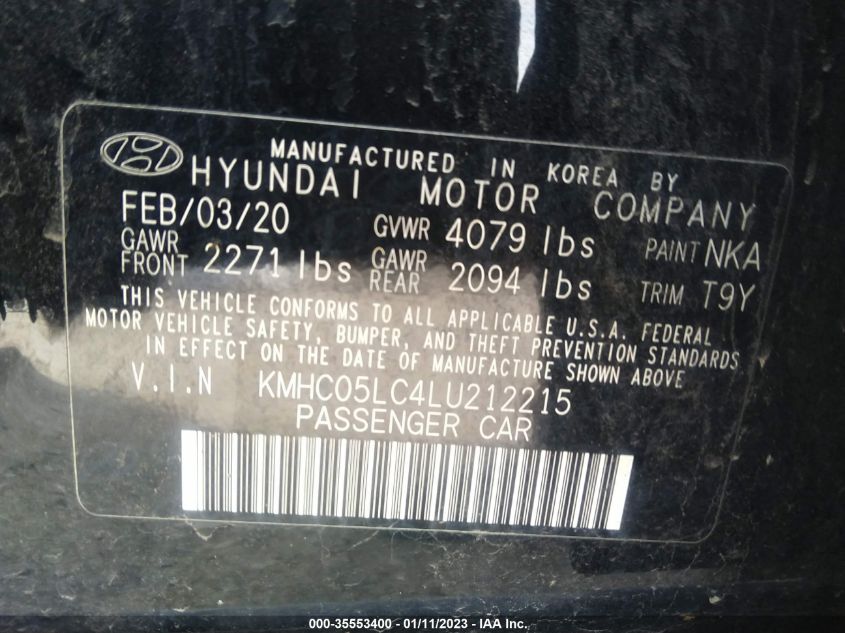 MANUFACTURED IN KOREA BY
HYUNDAI MOTOR COMPANY
FEB/03/20 GVWR 4079 lbs PAINT NKA
GAWR FRONT 2271 lbs GAWR REAR 2094 lbs TRIM T9Y
THIS VEHICLE CONFORMS TO ALL APPLICABLE U.S.A. FEDERAL
MOTOR VEHICLE SAFETY, BUMPER, AND THEFT PREVENTION STANDARDS
IN EFFECT ON THE DATE OF MANUFACTURE SHOWN ABOVE
V.I.N KMHC05LC4LU212215
PASSENGER CAR
000-35553400 - 01/11/2023 - IAA Inc.